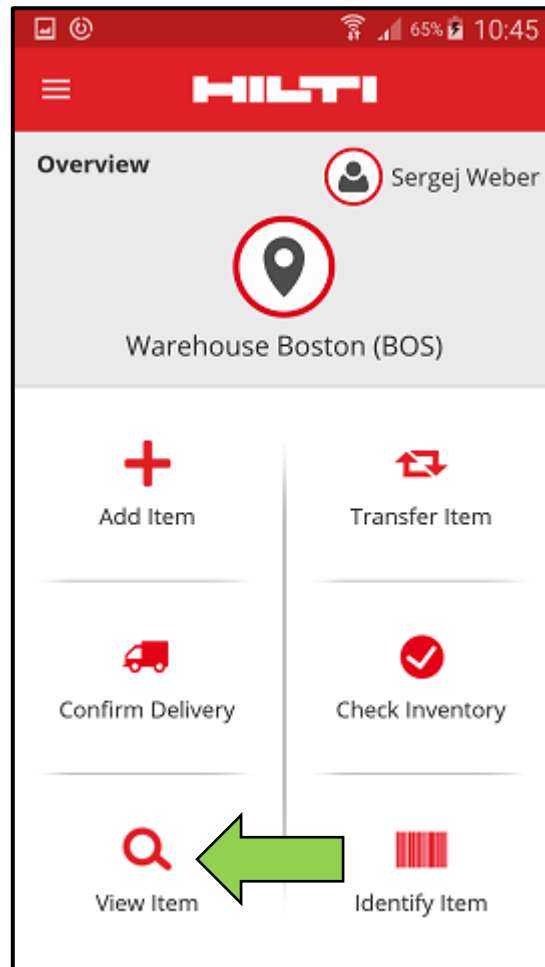 65% 10:45
HILTI
Overview
Sergej Weber
Warehouse Boston (BOS)
Add Item
Transfer Item
Confirm Delivery
Check Inventory
View Item
Identify Item